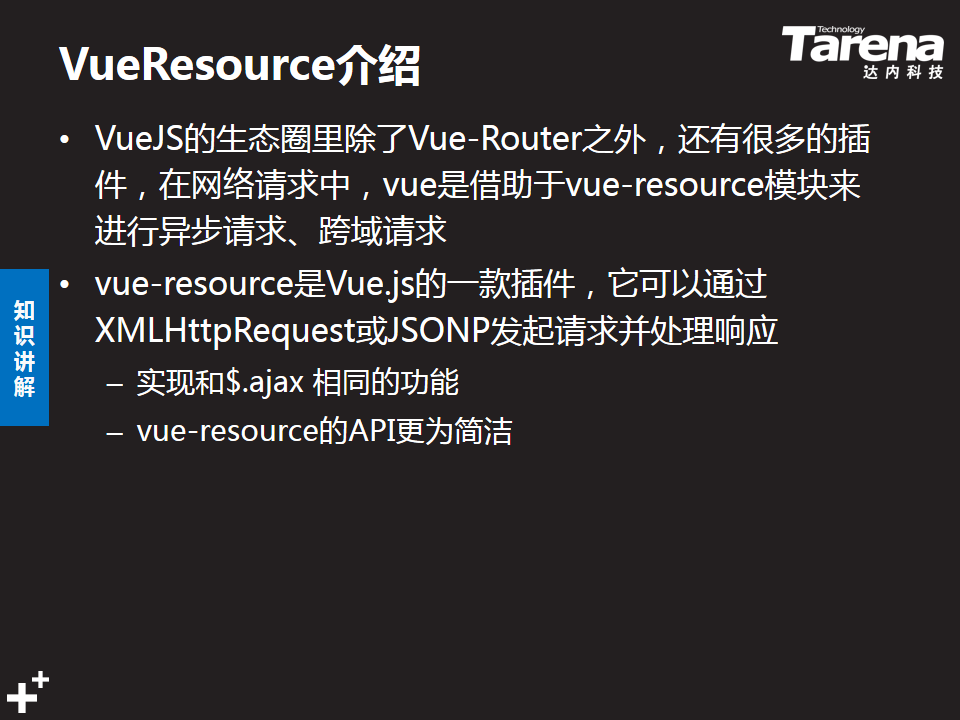 VueResource介绍
Technology
Tarena
达内科技
• VueJS的生态圈里除了Vue-Router之外，还有很多的插
件，在网络请求中，vue是借助于vue-resource模块来
进行异步请求、跨域请求
• vue-resource是Vue.js的一款插件，它可以通过
XMLHttpRequest或JSONP发起请求并处理响应
– 实现和$.ajax 相同的功能
– vue-resource的API更为简洁
知
识
讲
解